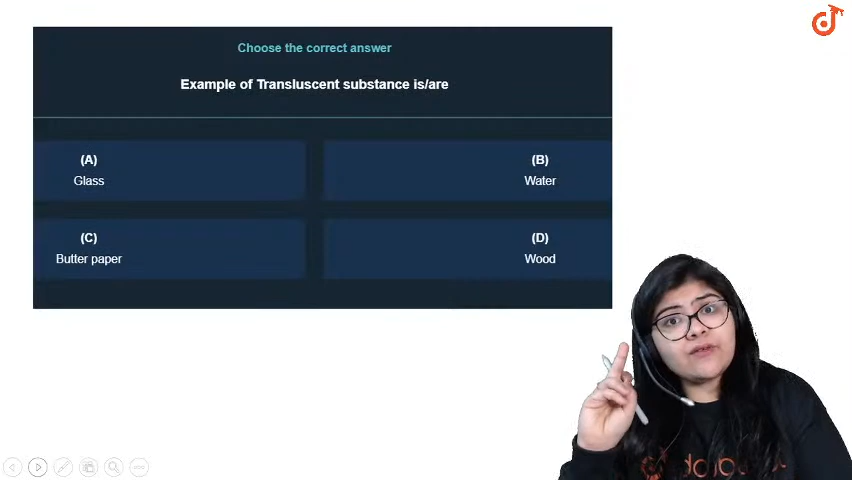 Choose the correct answer
Example of Transluscent substance is/are
(A)
Glass
(B)
Water
(C)
Butter paper
(D)
Wood